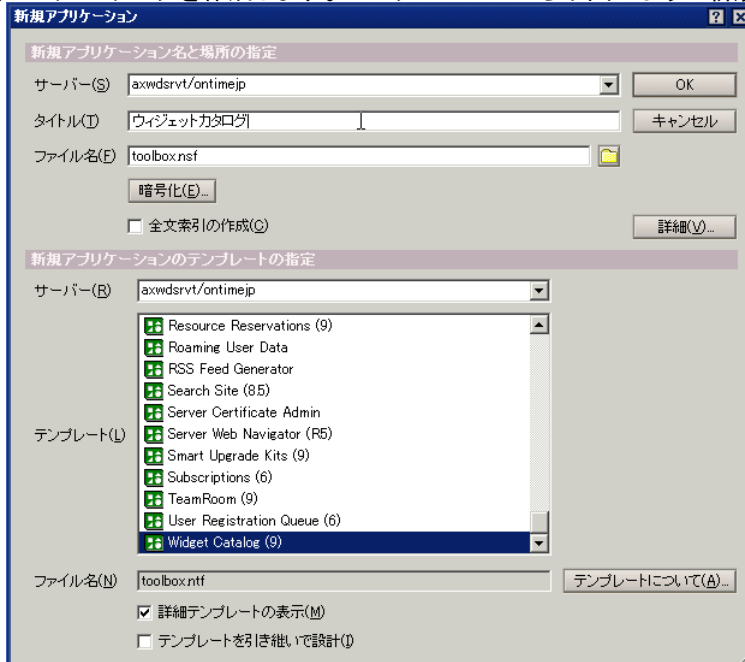 新規アプリケーション
新規アプリケーション名と場所の指定
サーバー(S) axwdsrvt/ontimejp OK
タイトル(T) ウィジェットカタログ キャンセル
ファイル名(F) toolbox.nsf
暗号化(E)...
全文索引の作成(C) 詳細(V)...
新規アプリケーションのテンプレートの指定
サーバー(R) axwdsrvt/ontimejp
Resource Reservations (9)
Roaming User Data
RSS Feed Generator
Search Site (8.5)
Server Certificate Admin
テンプレート(L) Server Web Navigator (R5)
Smart Upgrade Kits (9)
Subscriptions (6)
TeamRoom (9)
User Registration Queue (6)
Widget Catalog (9)
ファイル名(N) toolbox.ntf テンプレートについて(A)...
詳細テンプレートの表示(M)
テンプレートを引き継いで設計(I)